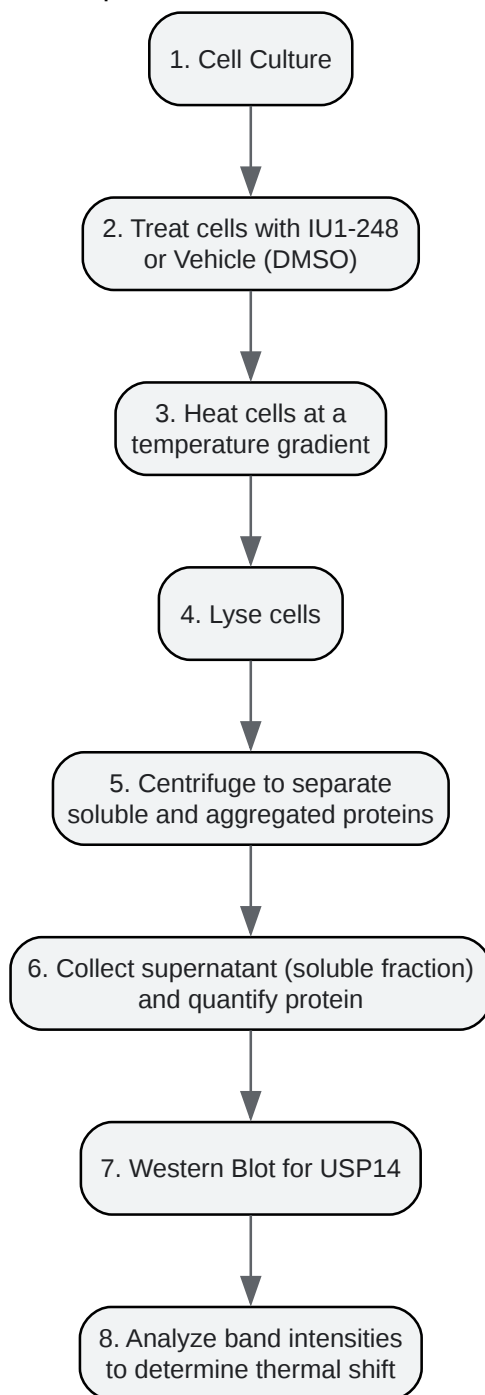 1. Cell Culture
2. Treat cells with IU1-248
or Vehicle (DMSO)
3. Heat cells at a
temperature gradient
4. Lyse cells
5. Centrifuge to separate
soluble and aggregated proteins
6. Collect supernatant (soluble fraction)
and quantify protein
7. Western Blot for USP14
8. Analyze band intensities
to determine thermal shift